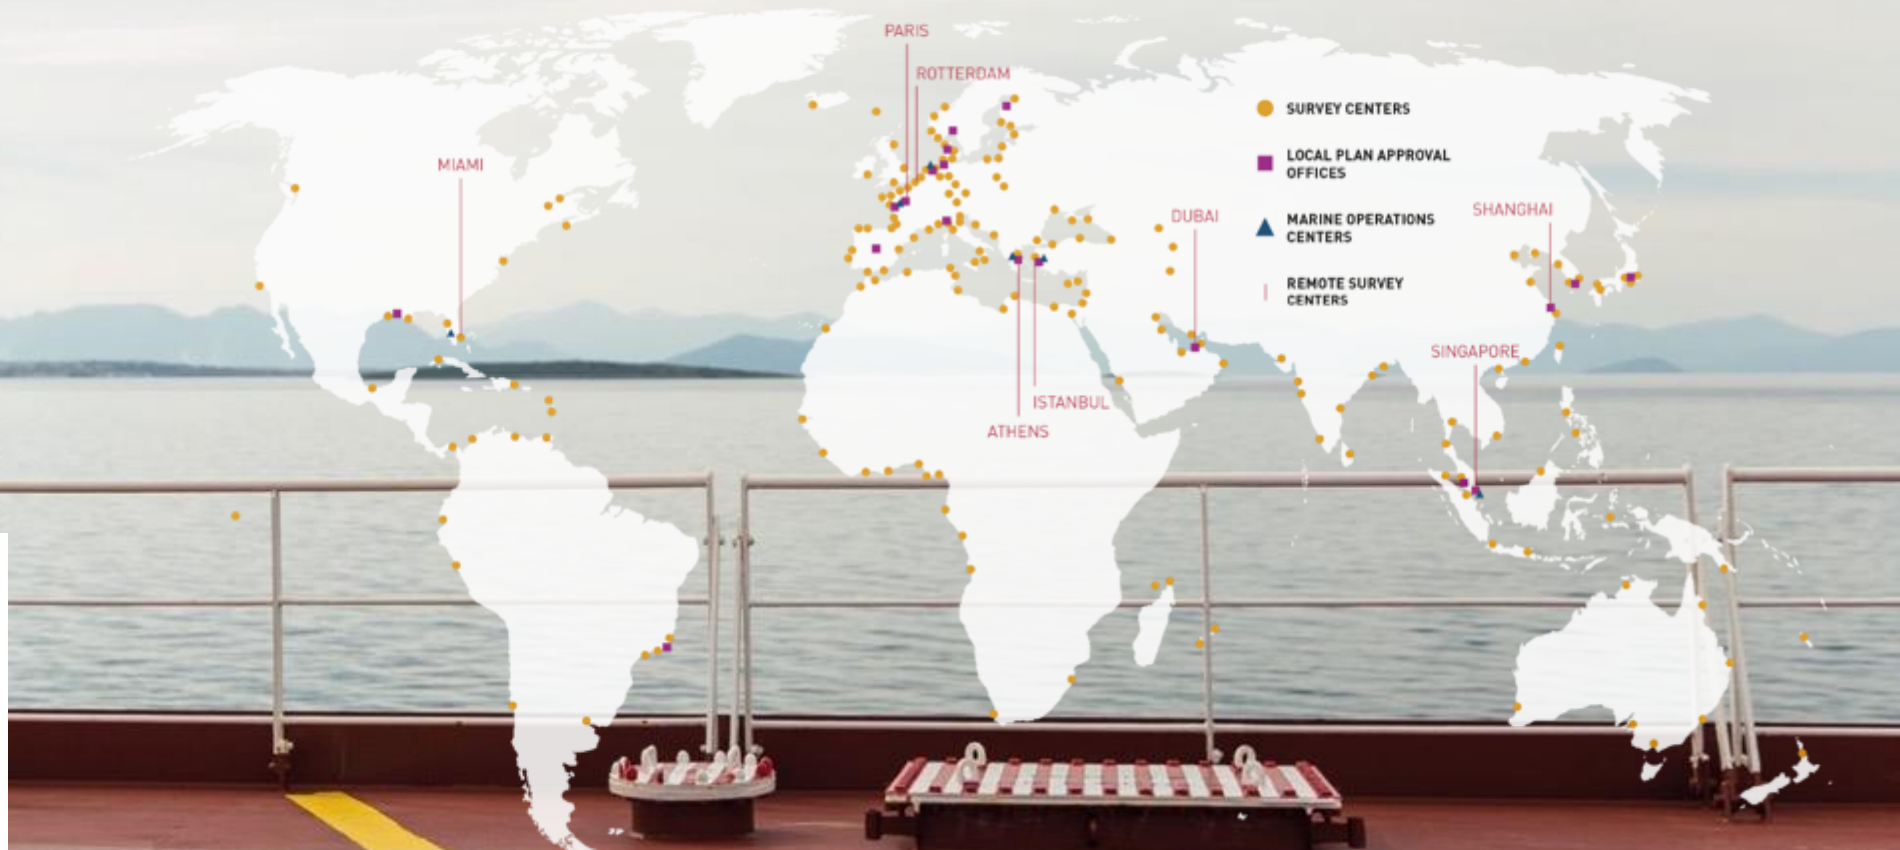 PARIS
ROTTERDAM
MIAMI
SURVEY CENTERS
LOCAL PLAN APPROVAL
OFFICES
MARINE OPERATIONS
CENTERS
REMOTE SURVEY
CENTERS
DUBAI
SHANGHAI
SINGAPORE
ISTANBUL
ATHENS